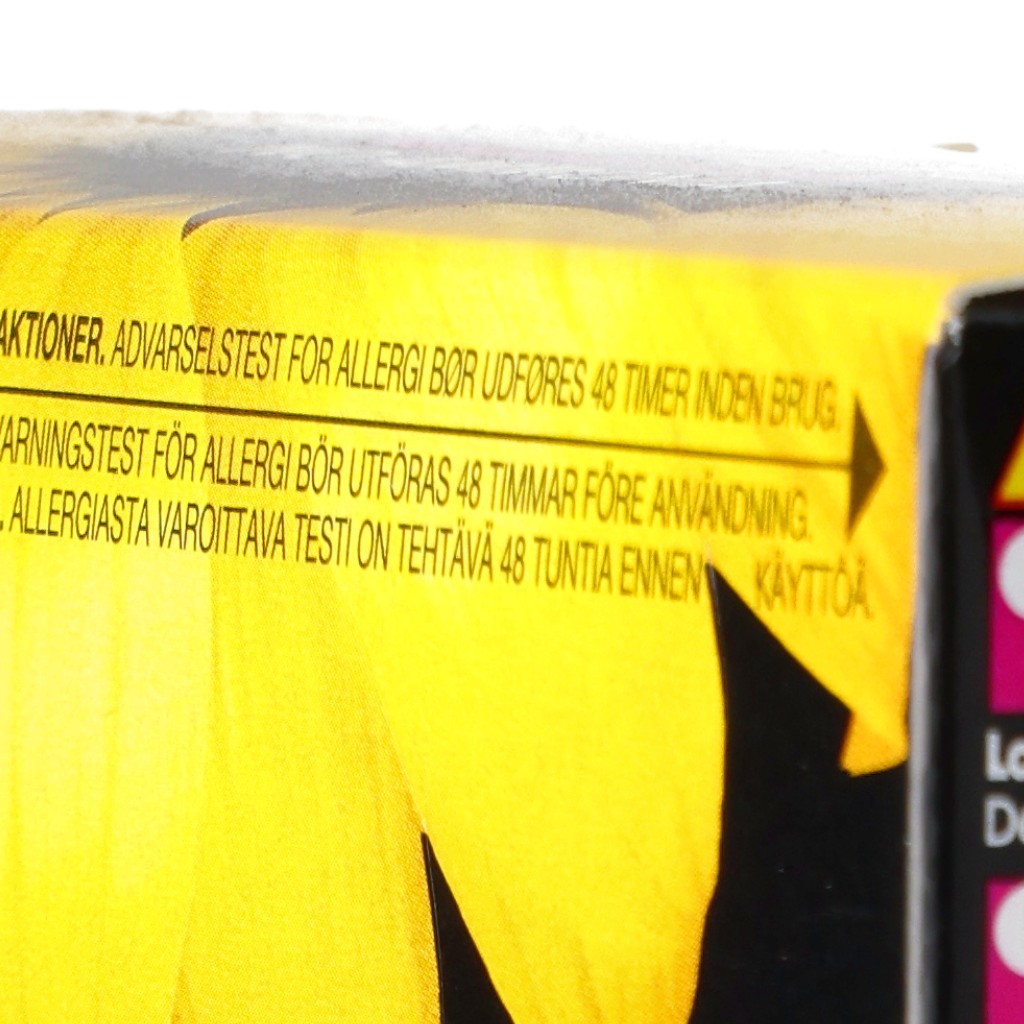 AKTIONER. ADVARSELSTEST FOR ALLERGI BØR UDFØRES 48 TIMER INDEN BRUG.
VARNINGSTEST FÖR ALLERGI BÖR UTFÖRAS 48 TIMMAR FÖRE ANVÄNDNING.
. ALLERGIASTA VAROITTAVA TESTI ON TEHTÄVÄ 48 TUNTIA ENNEN KÄYTTÖÄ.
Lo